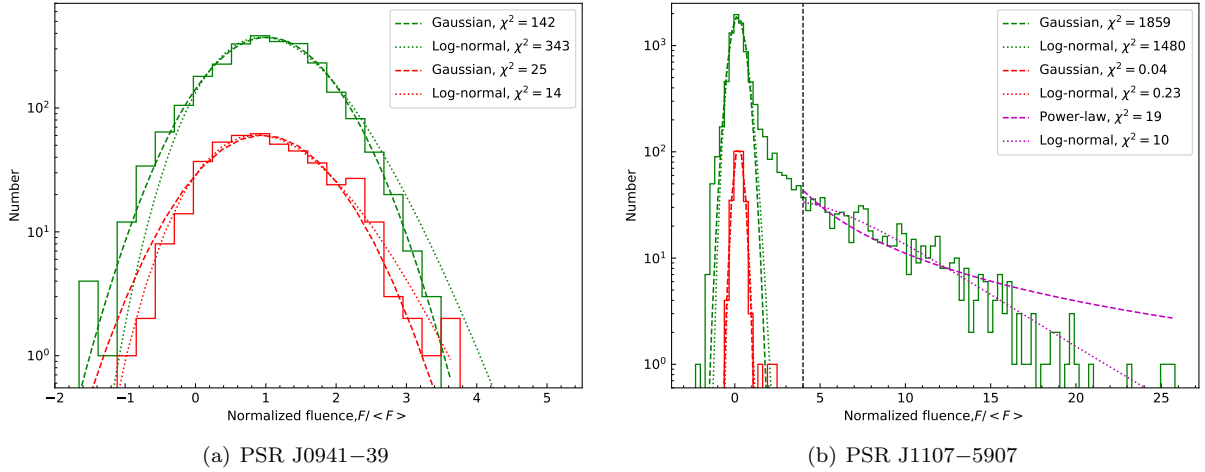 Gaussian, χ² = 142
Log-normal, χ² = 343
Gaussian, χ² = 25
Log-normal, χ² = 14
Number
10²
10¹
10⁰
−2 −1 0 1 2 3 4 5
Normalized fluence,F/<F>
(a) PSR J0941−39
Gaussian, χ² = 1859
Log-normal, χ² = 1480
Gaussian, χ² = 0.04
Log-normal, χ² = 0.23
Power-law, χ² = 19
Log-normal, χ² = 10
Number
10³
10²
10¹
10⁰
0 5 10 15 20 25
Normalized fluence,F/<F>
(b) PSR J1107−5907